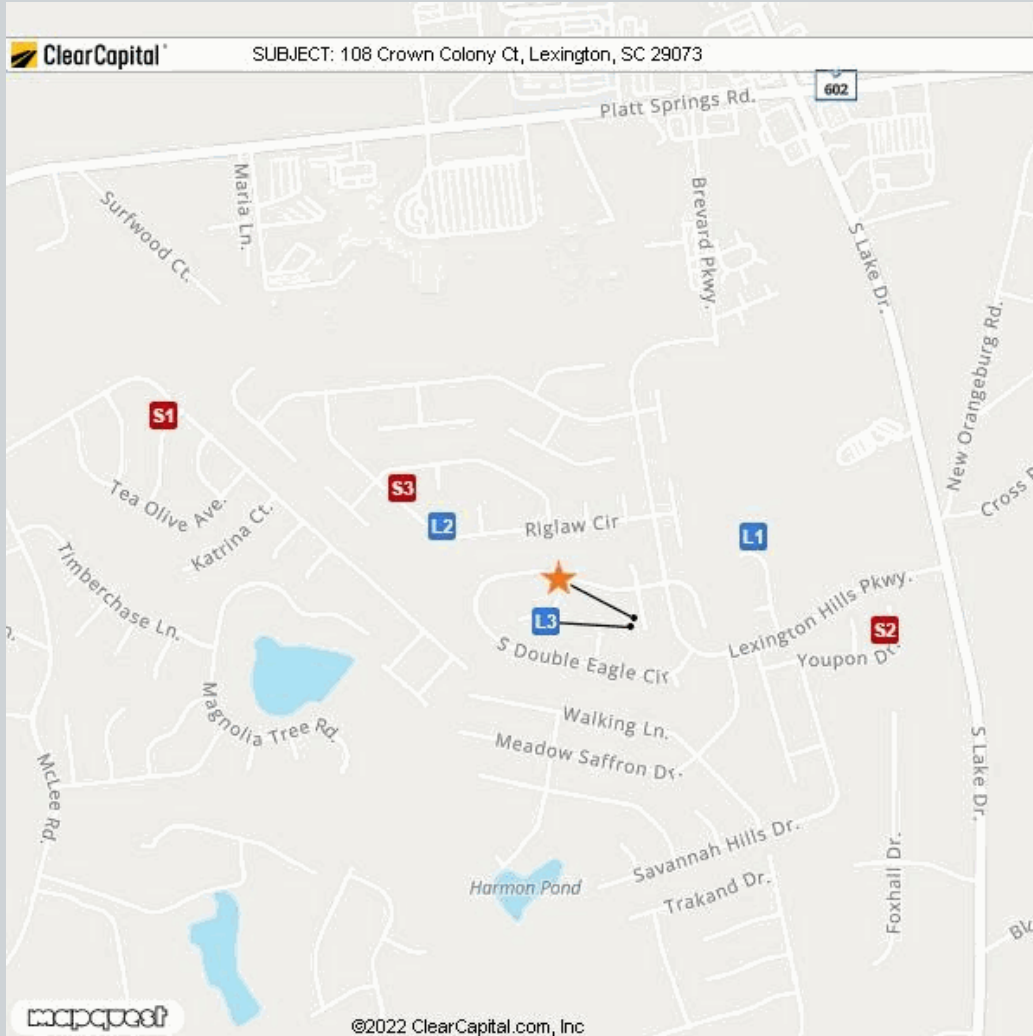 ClearCapital
SUBJECT: 108 Crown Colony Ct, Lexington, SC 29073
602
Platt Springs Rd.
Maria Ln.
Surfwood Ct.
Brevard Pkwy.
S Lake Dr.
New Orangeburg Rd.
S1
S3
Tea Olive Ave.
Cross
L2
Riglaw Cir
L1
Katrina Ct.
Timberchase Ln.
L3
Lexington Hills Pkwy.
S2
S Double Eagle Cir
Youpon Dr.
Magnolia Tree Rd.
Walking Ln.
Meadow Saffron Dr.
S Lake Dr.
McLee Rd.
Savannah Hills Dr.
Harmon Pond
Trakand Dr.
Foxhall Dr.
mapquest
©2022 ClearCapital.com, Inc